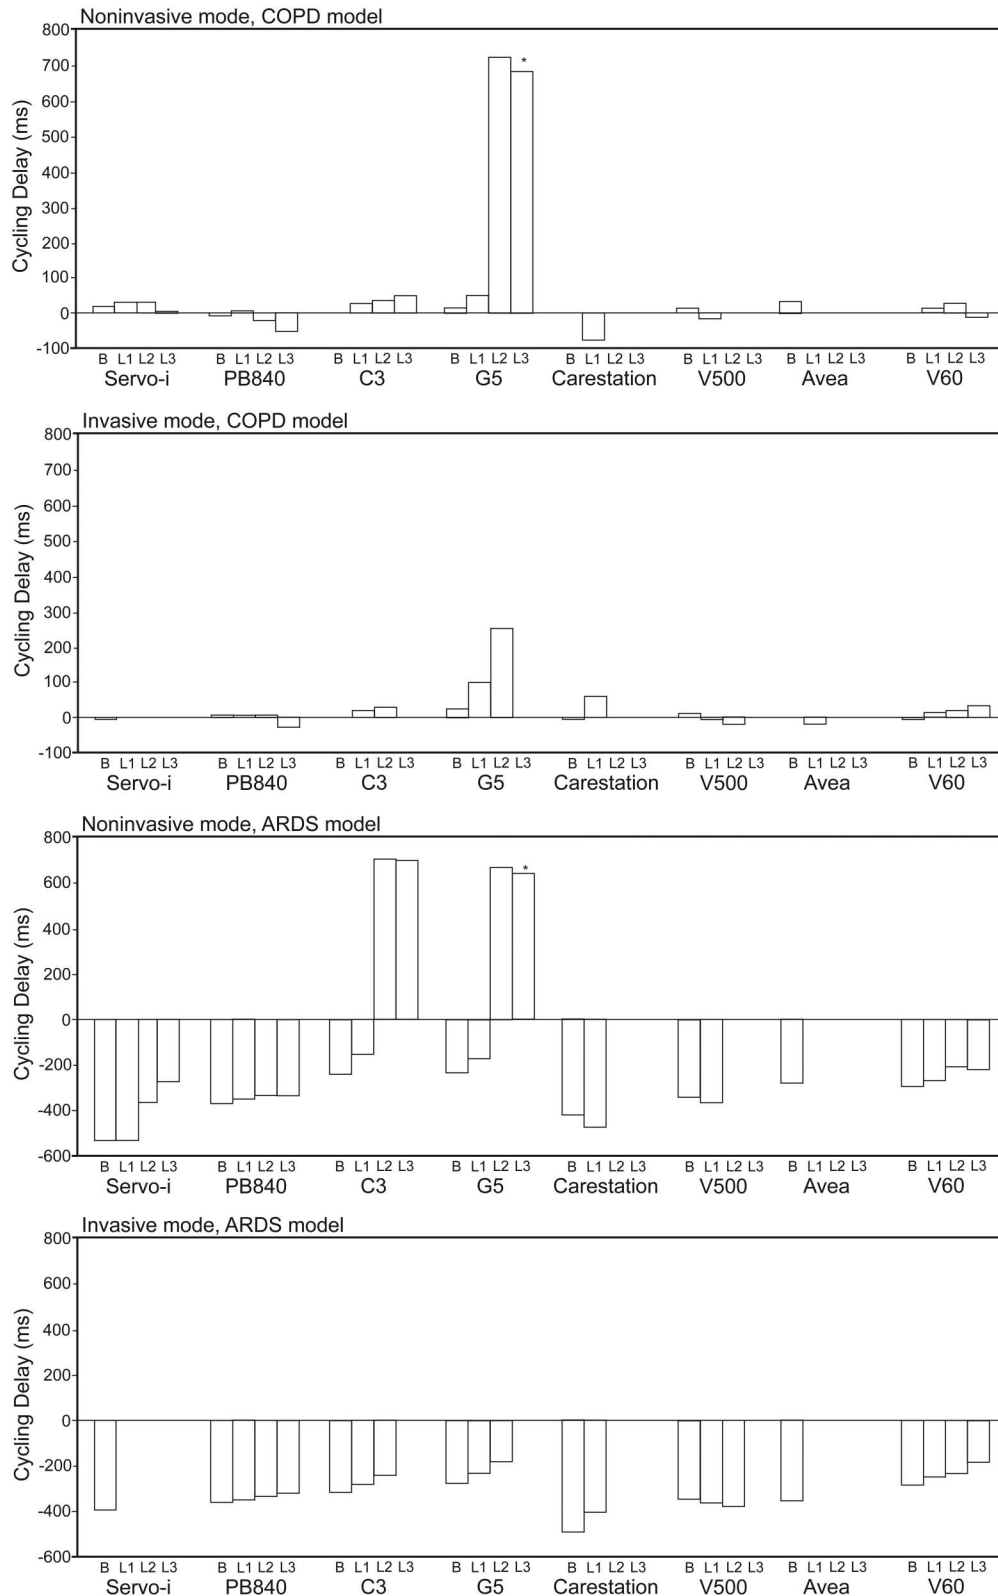 Noninvasive mode, COPD model
Cycling Delay (ms)
800
700
600
500
400
300
200
100
0
-100
*
B L1 L2 L3 B L1 L2 L3 B L1 L2 L3 B L1 L2 L3 B L1 L2 L3 B L1 L2 L3 B L1 L2 L3 B L1 L2 L3
Servo-i PB840 C3 G5 Carestation V500 Avea V60
Invasive mode, COPD model
Cycling Delay (ms)
800
700
600
500
400
300
200
100
0
-100
B L1 L2 L3 B L1 L2 L3 B L1 L2 L3 B L1 L2 L3 B L1 L2 L3 B L1 L2 L3 B L1 L2 L3 B L1 L2 L3
Servo-i PB840 C3 G5 Carestation V500 Avea V60
Noninvasive mode, ARDS model
Cycling Delay (ms)
800
600
400
200
0
-200
-400
-600
*
B L1 L2 L3 B L1 L2 L3 B L1 L2 L3 B L1 L2 L3 B L1 L2 L3 B L1 L2 L3 B L1 L2 L3 B L1 L2 L3
Servo-i PB840 C3 G5 Carestation V500 Avea V60
Invasive mode, ARDS model
Cycling Delay (ms)
800
600
400
200
0
-200
-400
-600
B L1 L2 L3 B L1 L2 L3 B L1 L2 L3 B L1 L2 L3 B L1 L2 L3 B L1 L2 L3 B L1 L2 L3 B L1 L2 L3
Servo-i PB840 C3 G5 Carestation V500 Avea V60